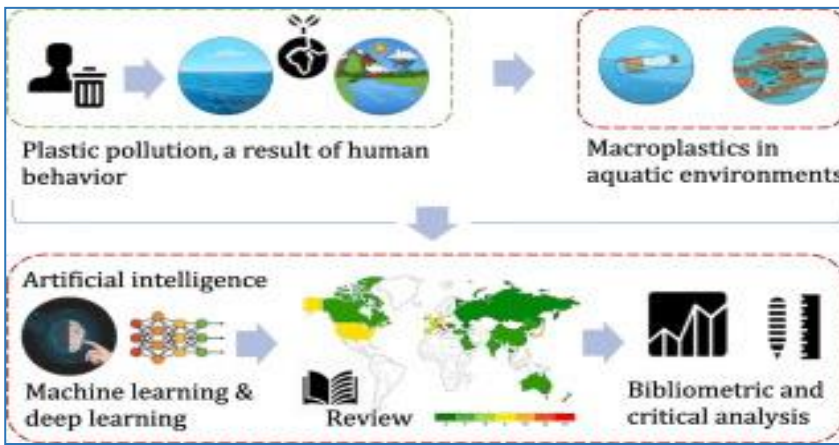 Plastic pollution, a result of human
behavior
Macroplastics in
aquatic environments
Artificial intelligence
Machine learning &
deep learning
Review
Bibliometric and
critical analysis